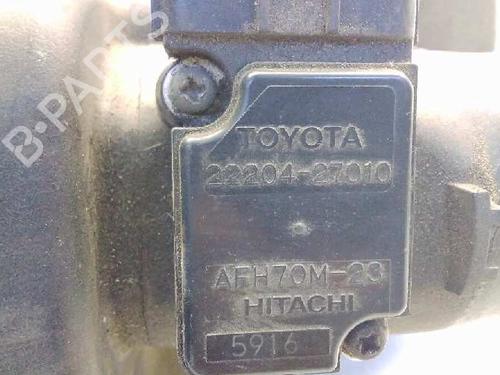 B-PARTS
TOYOTA
22204-27010
AFH70M-23
HITACHI
5916